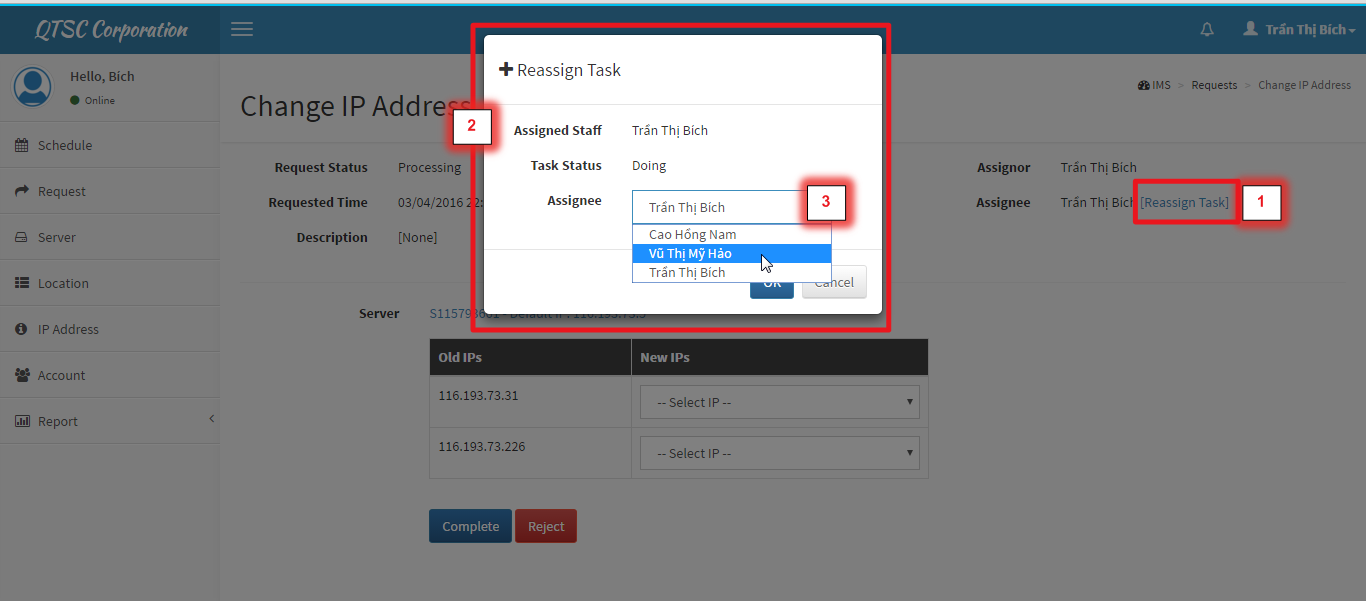 QTSC Corporation
Trần Thị Bích
Hello, Bích
Online
Schedule
Request
Server
Location
IP Address
Account
Report
Change IP Address
IMS > Requests > Change IP Address
Request Status Processing
Requested Time 03/04/2016 22:
Description [None]
Assignor Trần Thị Bích
Assignee Trần Thị Bích [Reassign Task]
1
2
Reassign Task
Assigned Staff Trần Thị Bích
Task Status Doing
Assignee Trần Thị Bích
3
Cao Hồng Nam
Vũ Thị Mỹ Hảo
Trần Thị Bích
OK Cancel
Server
Old IPs New IPs
116.193.73.31 -- Select IP --
116.193.73.226 -- Select IP --
Complete Reject